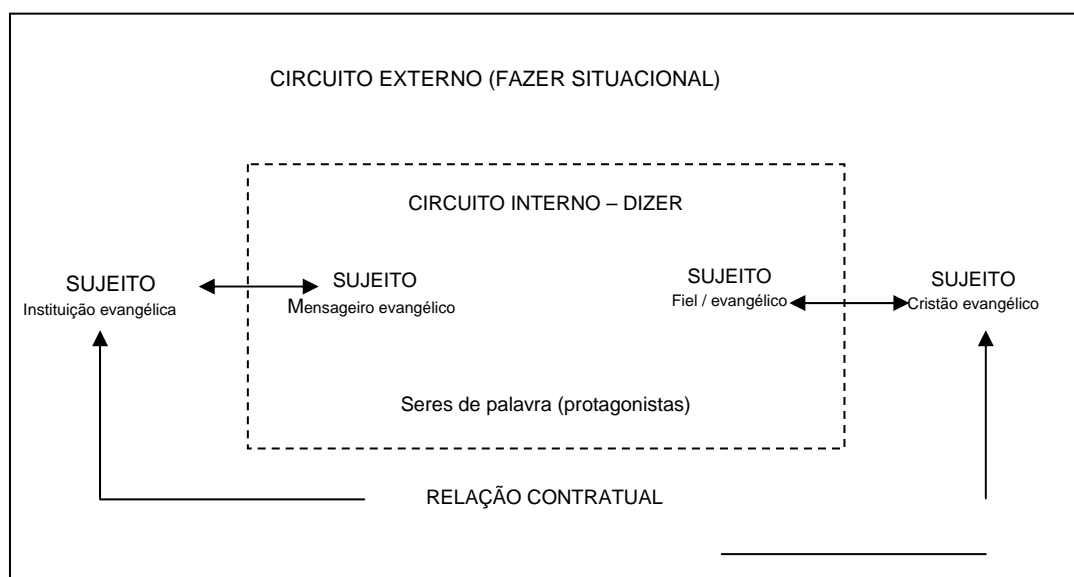 CIRCUITO EXTERNO (FAZER SITUACIONAL)
CIRCUITO INTERNO – DIZER
SUJEITO
Instituição evangélica
SUJEITO
Mensageiro evangélico
SUJEITO
Fiel / evangélico
SUJEITO
Cristão evangélico
Seres de palavra (protagonistas)
RELAÇÃO CONTRATUAL